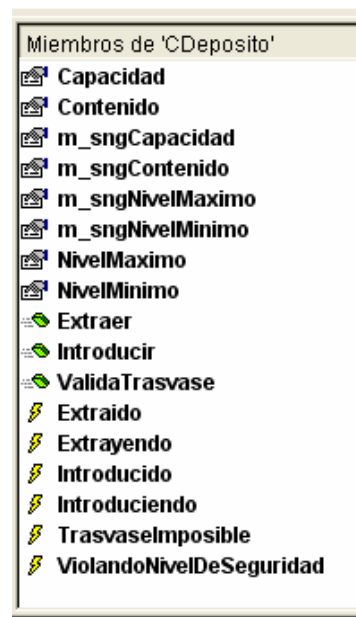 Miembros de 'CDeposito'
Capacidad
Contenido
m_sngCapacidad
m_sngContenido
m_sngNivelMaximo
m_sngNivelMinimo
NivelMaximo
NivelMinimo
Extraer
Introducir
ValidaTrasvase
Extraido
Extrayendo
Introducido
Introduciendo
TrasvaseImposible
ViolandoNivelDeSeguridad